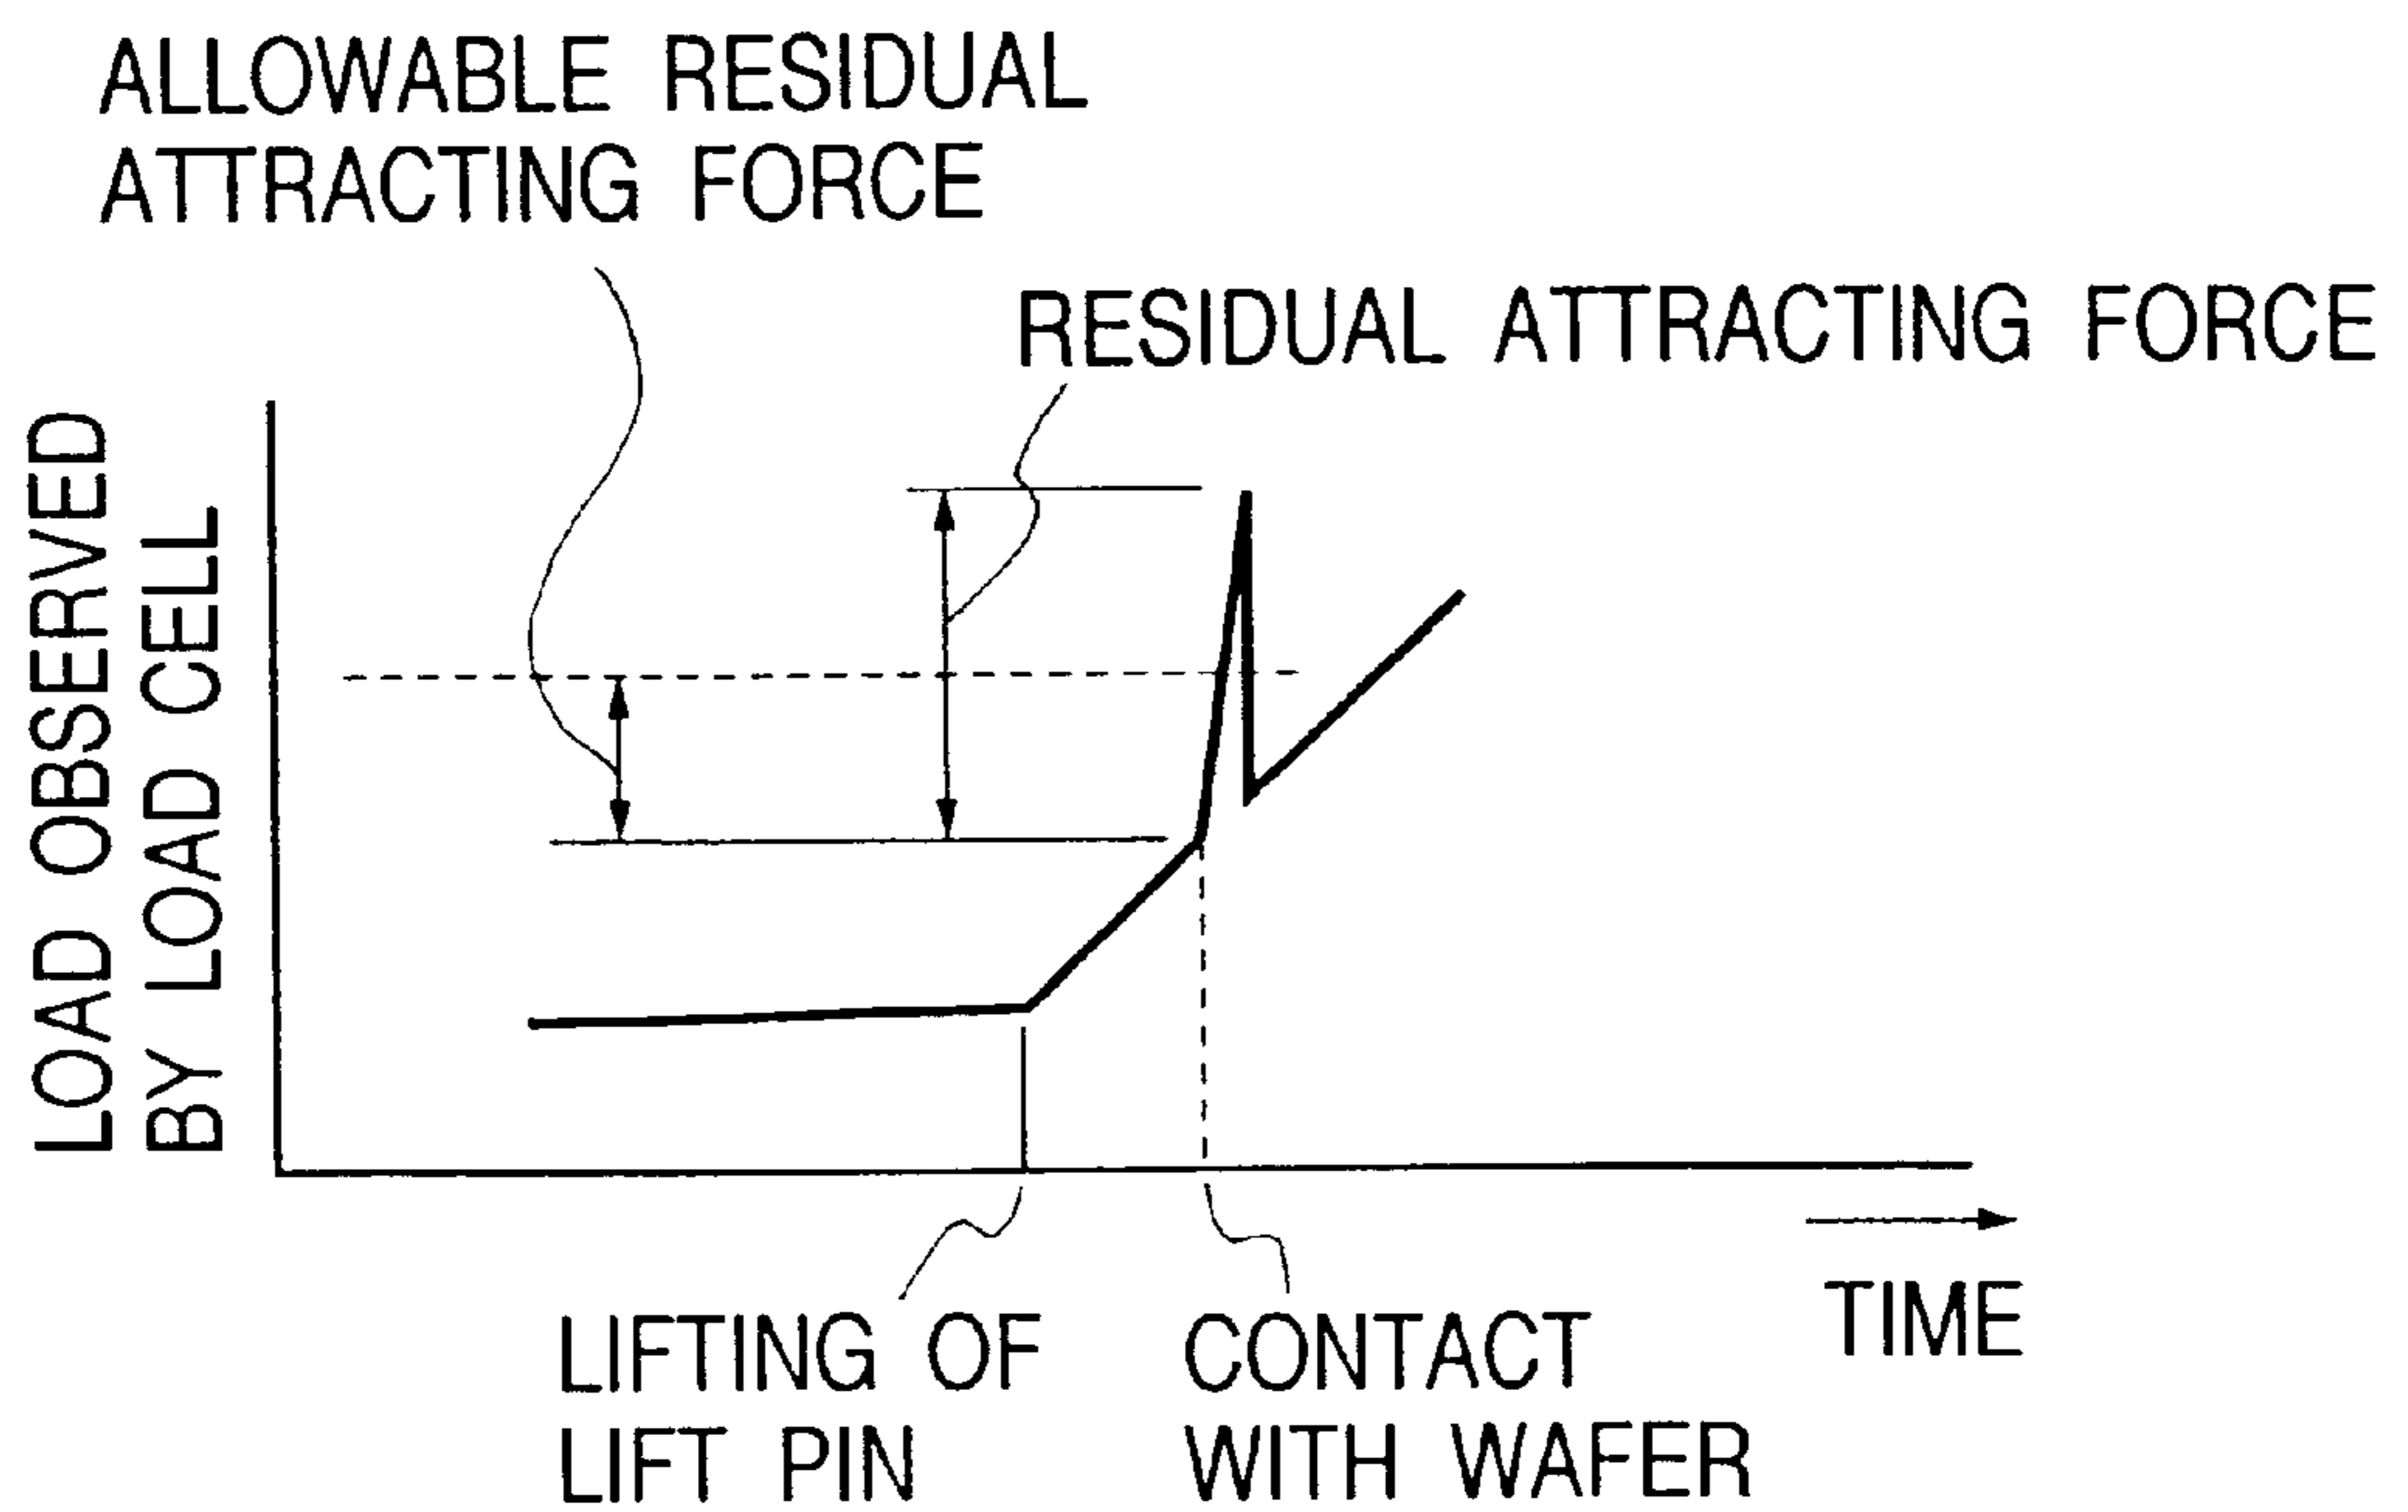 ALLOWABLE RESIDUAL
ATTRACTING FORCE
RESIDUAL ATTRACTING FORCE
LOAD OBSERVED
BY LOAD CELL
TIME
LIFTING OF
LIFT PIN
CONTACT
WITH WAFER